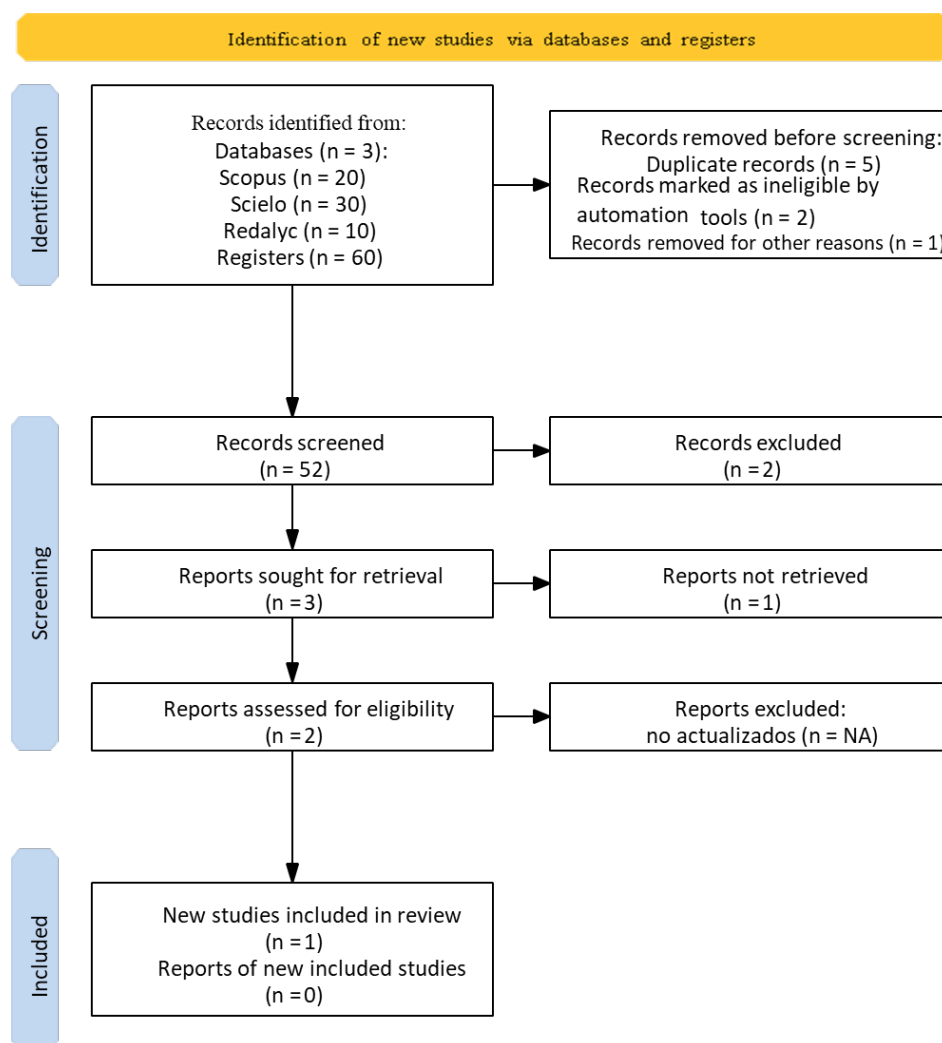 Identification of new studies via databases and registers
Identification
Records identified from:
Databases (n = 3):
Scopus (n = 20)
Scielo (n = 30)
Redalyc (n = 10)
Registers (n = 60)
Records removed before screening:
Duplicate records (n = 5)
Records marked as ineligible by
automation tools (n = 2)
Records removed for other reasons (n = 1)
Screening
Records screened
(n = 52)
Records excluded
(n = 2)
Reports sought for retrieval
(n = 3)
Reports not retrieved
(n = 1)
Reports assessed for eligibility
(n = 2)
Reports excluded:
no actualizados (n = NA)
Included
New studies included in review
(n = 1)
Reports of new included studies
(n = 0)